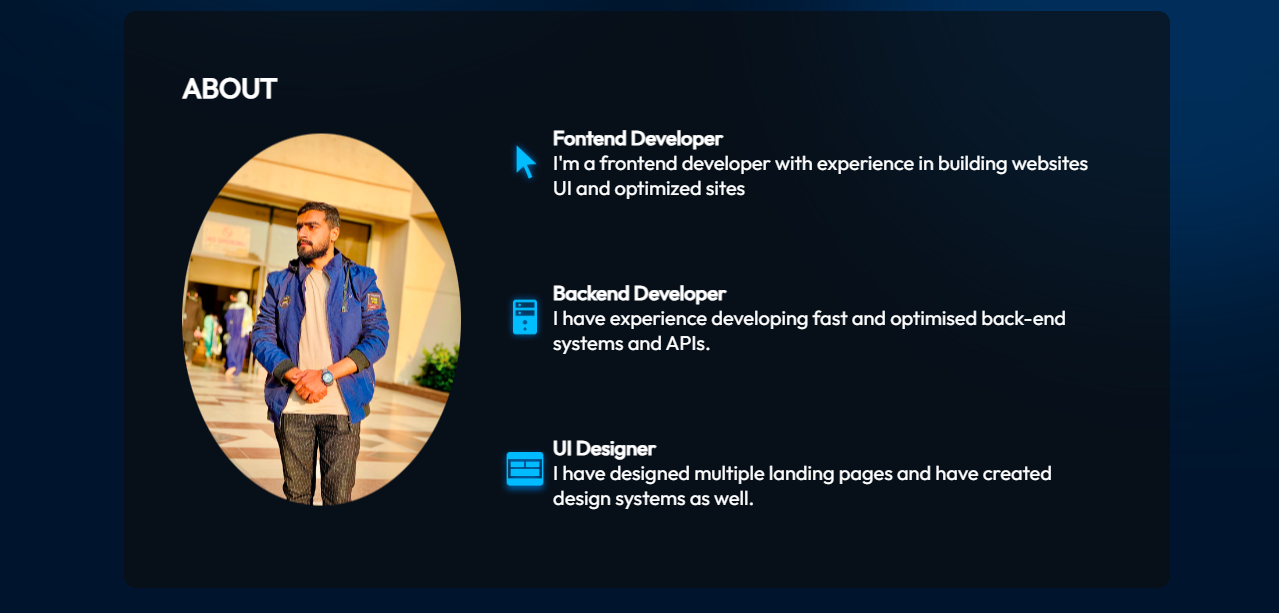 ABOUT
Fontend Developer
I'm a frontend developer with experience in building websites
UI and optimized sites
Backend Developer
I have experience developing fast and optimised back-end
systems and APIs.
UI Designer
I have designed multiple landing pages and have created
design systems as well.